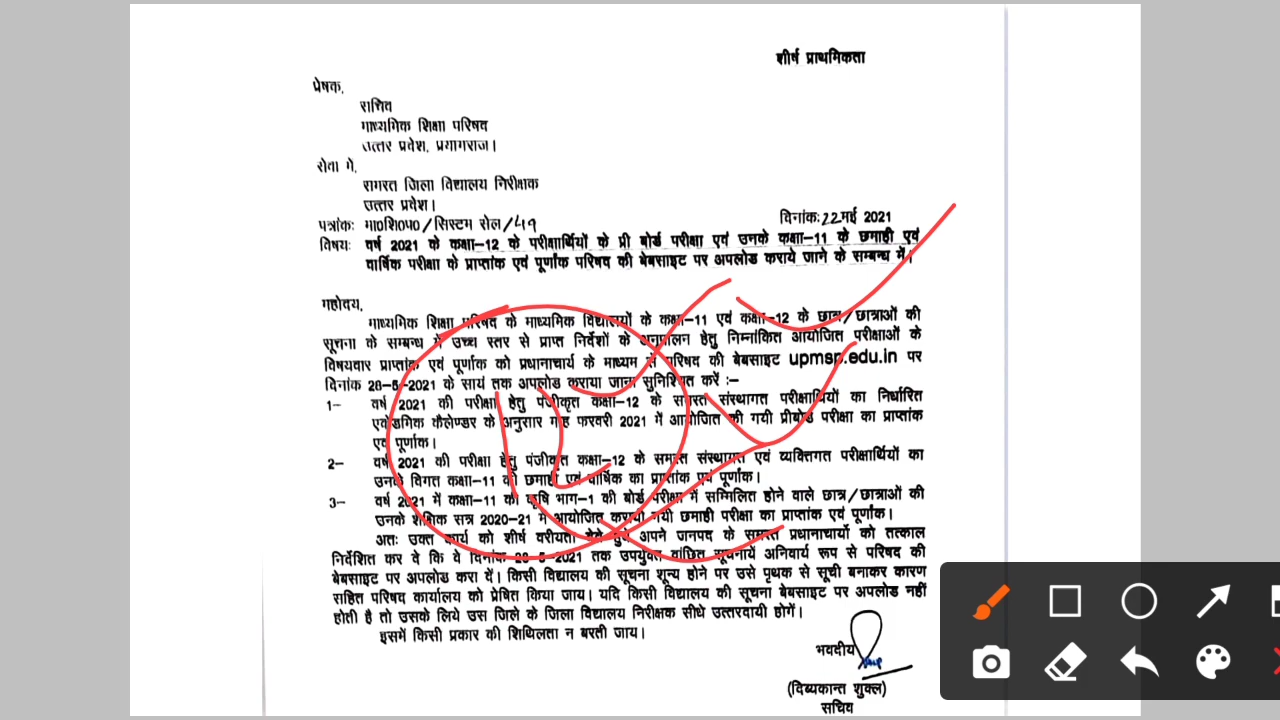 शीर्ष प्राथमिकता
प्रेषक,
सचिव
माध्यमिक शिक्षा परिषद
उत्तर प्रदेश, प्रयागराज।
सेवा में,
समस्त जिला विद्यालय निरीक्षक
उत्तर प्रदेश।
पत्रांकः मा0शि0प0/सिस्टम सेल/ दिनांकः 22 मई 2021
विषयः वर्ष 2021 के कक्षा-12 के परीक्षार्थियों के प्री बोर्ड परीक्षा एवं उनके कक्षा-11 के छमाही एवं
वार्षिक परीक्षा के प्राप्तांक एवं पूर्णांक परिषद की बेबसाइट पर अपलोड कराये जाने के सम्बन्ध में।
महोदय,
माध्यमिक शिक्षा परिषद के माध्यमिक विद्यालयों के कक्षा-11 एवं कक्षा-12 के छात्र/छात्राओं की
सूचना के सम्बन्ध में उच्च स्तर से प्राप्त निर्देशों के अनुपालन हेतु निम्नांकित आयोजित परीक्षाओं के
विषयवार प्राप्तांक एवं पूर्णांक को प्रधानाचार्य के माध्यम से परिषद की बेबसाइट upmsp.edu.in पर
दिनांक 28-5-2021 के सायं तक अपलोड कराया जाना सुनिश्चित करें :-
1- वर्ष 2021 की परीक्षा हेतु पंजीकृत कक्षा-12 के समस्त संस्थागत परीक्षार्थियों का निर्धारित
एकेडमिक कैलेण्डर के अनुसार माह फरवरी 2021 में आयोजित की गयी प्रीबोर्ड परीक्षा का प्राप्तांक
एवं पूर्णांक।
2- वर्ष 2021 की परीक्षा हेतु पंजीकृत कक्षा-12 के समस्त संस्थागत एवं व्यक्तिगत परीक्षार्थियों का
उनके विगत कक्षा-11 की छमाही एवं वार्षिक का प्राप्तांक एवं पूर्णांक।
3- वर्ष 2021 में कक्षा-11 की कृषि भाग-1 की बोर्ड परीक्षा में सम्मिलित होने वाले छात्र/छात्राओं की
उनके शैक्षिक सत्र 2020-21 में आयोजित करायी गयी छमाही परीक्षा का प्राप्तांक एवं पूर्णांक।
अतः उक्त कार्य को शीर्ष वरीयता देते हुये अपने जनपद के समस्त प्रधानाचार्यो को तत्काल
निर्देशित कर दे कि वे दिनांक 28-5-2021 तक उपर्युक्त वांछित सूचनायें अनिवार्य रूप से परिषद की
बेबसाइट पर अपलोड करा दें। किसी विद्यालय की सूचना शून्य होने पर उसे पृथक से सूची बनाकर कारण
सहित परिषद कार्यालय को प्रेषित किया जाय। यदि किसी विद्यालय की सूचना बेबसाइट पर अपलोड नहीं
होती है तो उसके लिये उस जिले के जिला विद्यालय निरीक्षक सीधे उत्तरदायी होगें।
इसमें किसी प्रकार की शिथिलता न बरती जाय।
भवदीय
(दिब्यकान्त शुक्ल)
सचिव